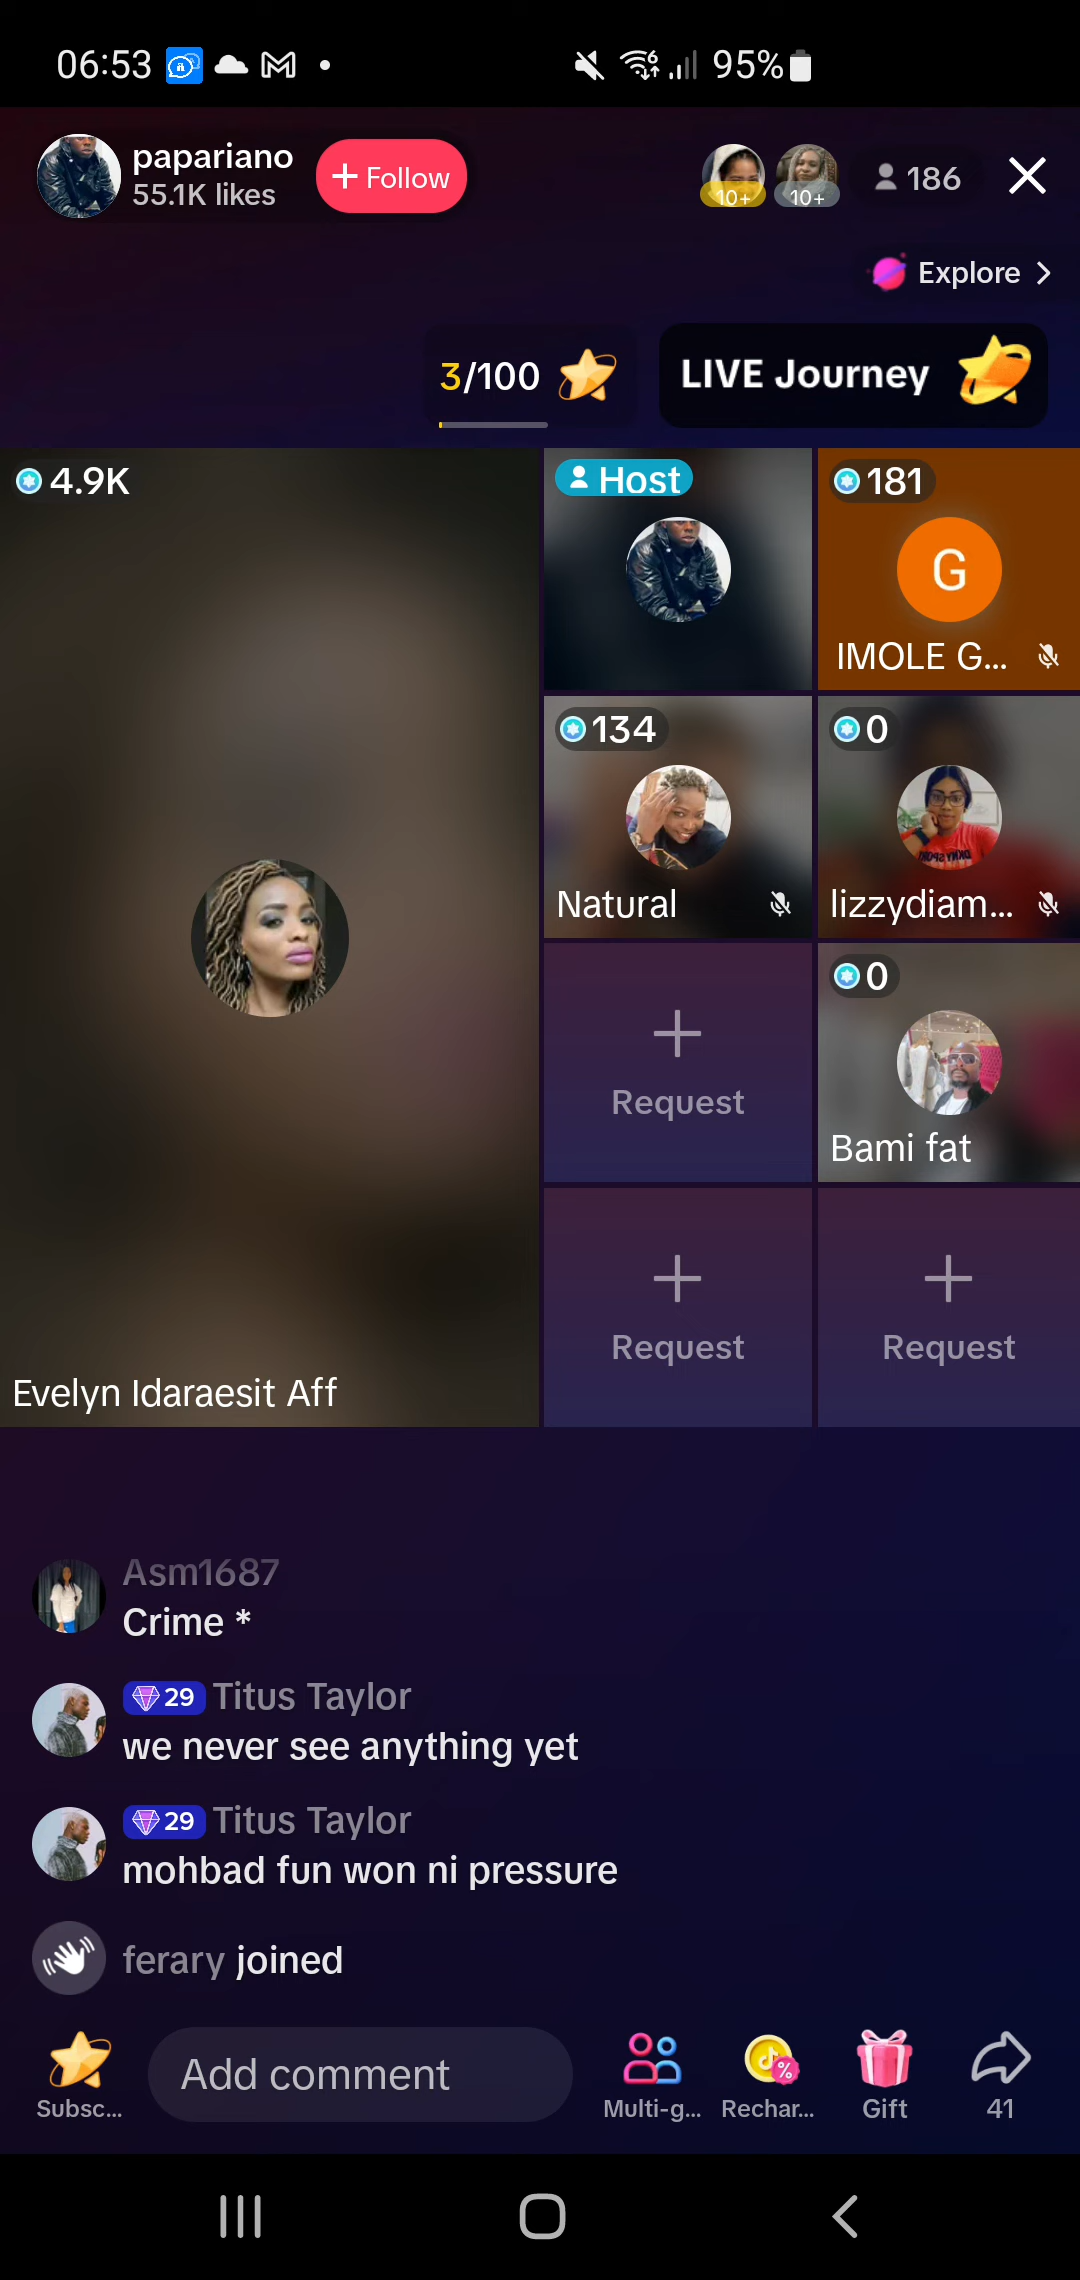 06:53
95%
papariano
55.1K likes
+ Follow
10+
10+
186
Explore
3/100
LIVE Journey
4.9K
Evelyn Idaraesit Aff
Host
181
G
IMOLE G...
134
Natural
0
lizzydiam...
Request
0
Bami fat
Request
Request
Asm1687
Crime *
29 Titus Taylor
we never see anything yet
29 Titus Taylor
mohbad fun won ni pressure
ferary joined
Subsc...
Add comment
Multi-g...
Rechar...
Gift
41